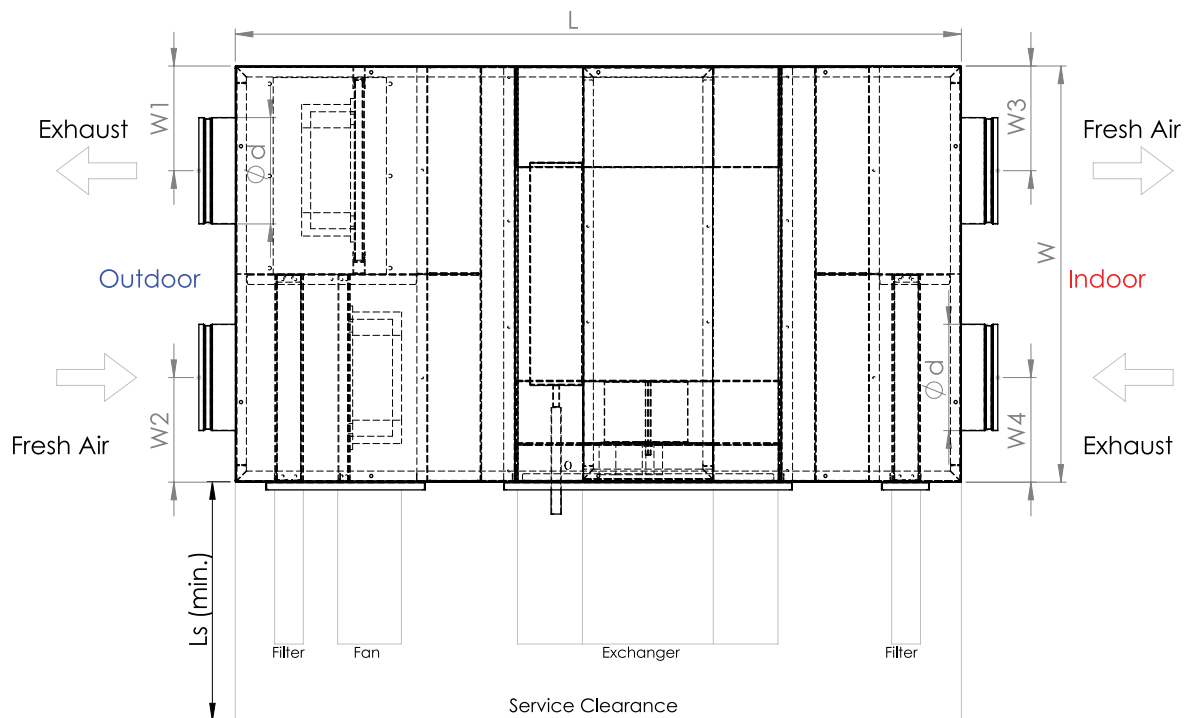 L
W1
W3
Exhaust
Fresh Air
Ød
W
Outdoor
Indoor
Ød
W2
W4
Fresh Air
Exhaust
Ls (min.)
Filter
Fan
Exchanger
Filter
Service Clearance